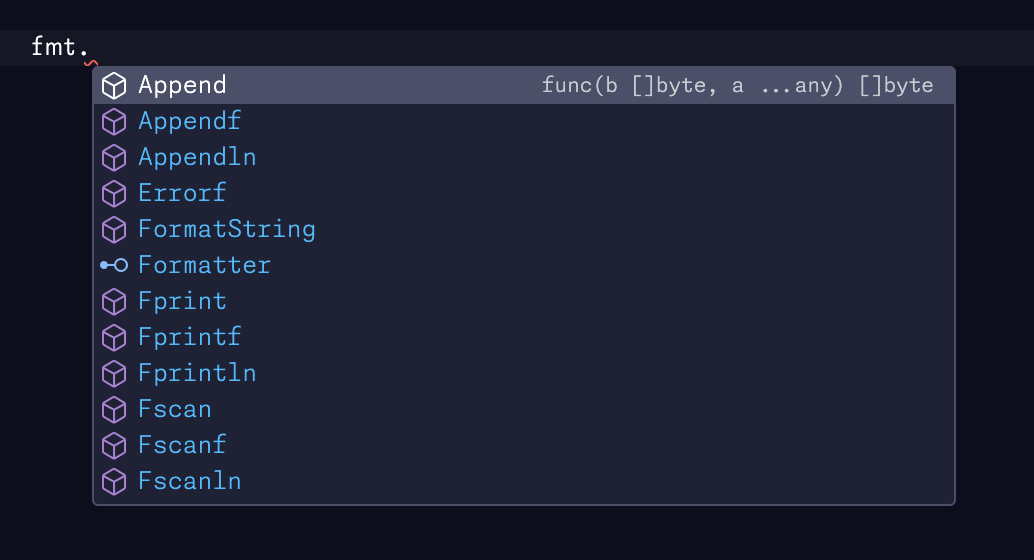 fmt.
Append func(b []byte, a ...any) []byte
Appendf
Appendln
Errorf
FormatString
Formatter
Fprint
Fprintf
Fprintln
Fscan
Fscanf
Fscanln